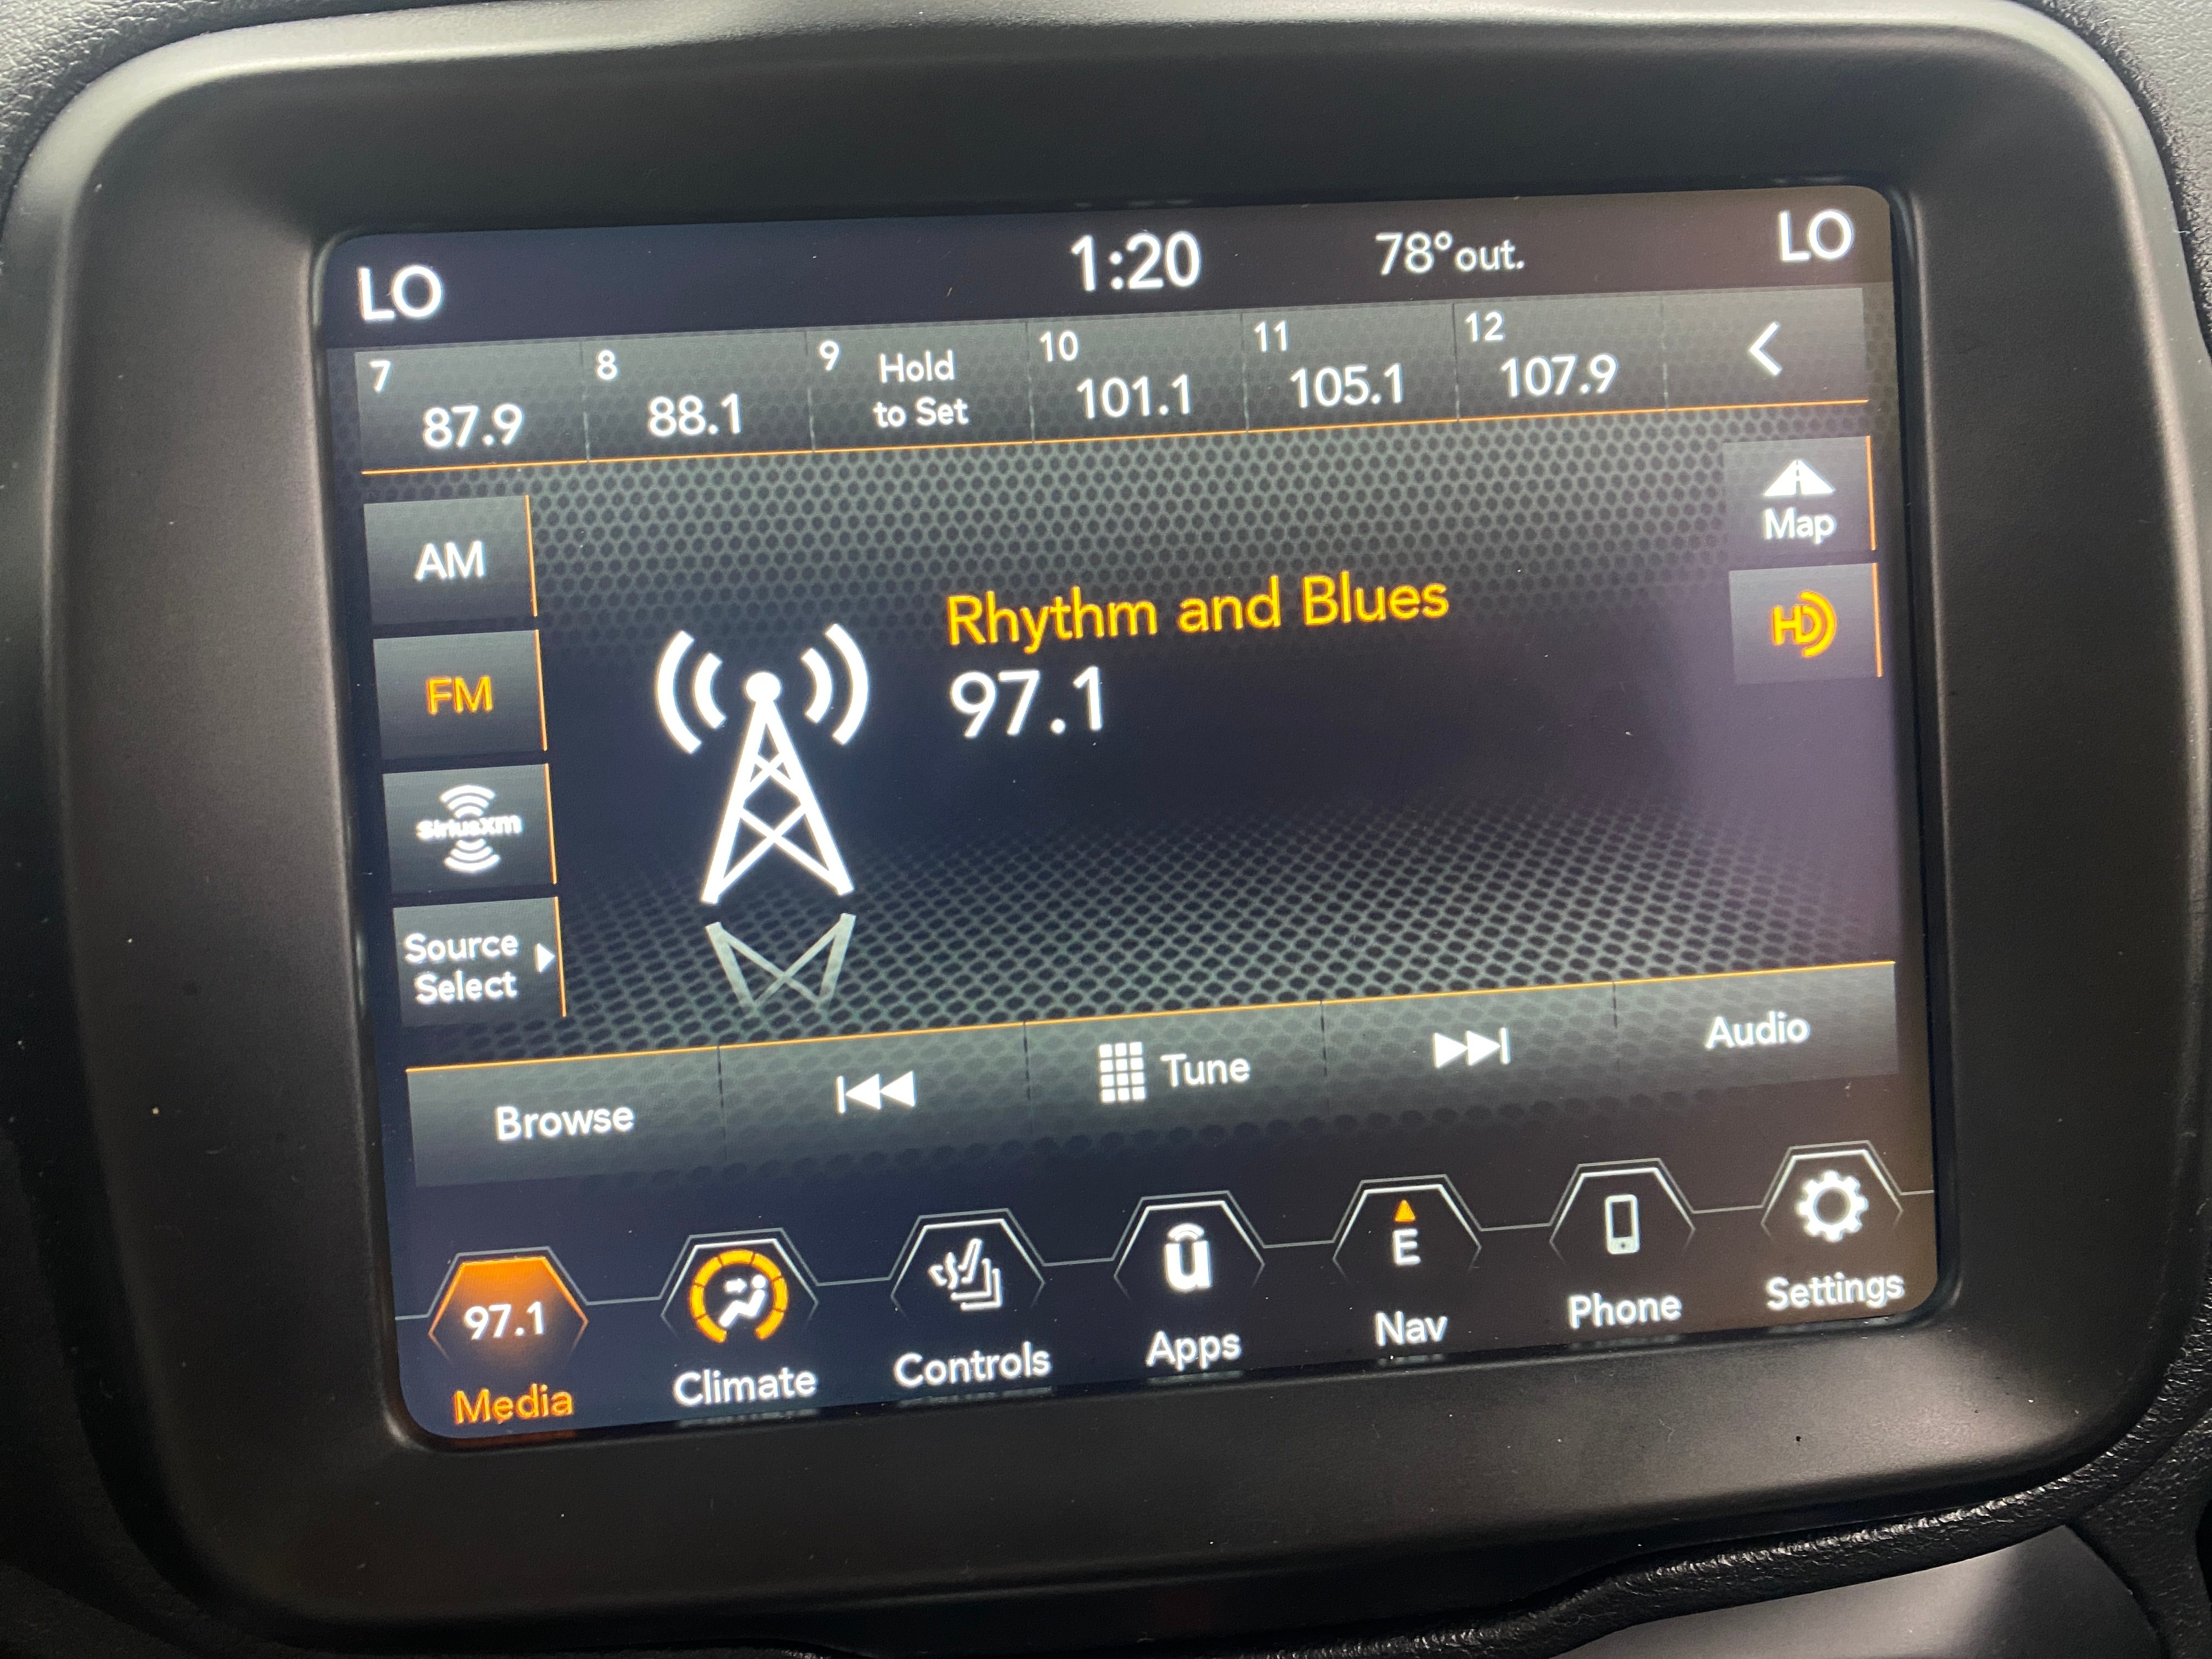 LO 1:20 78° out. LO
7 87.9 8 88.1 9 Hold to Set 10 101.1 11 105.1 12 107.9
Map
AM
Rhythm and Blues
HD
FM
97.1
siriusxm
Source
Select
Browse Tune Audio
97.1 u E
Media Climate Controls Apps Nav Phone Settings